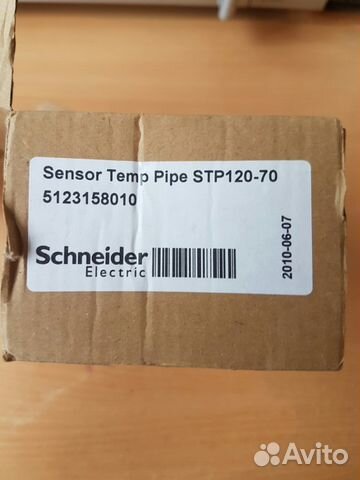 Sensor Temp Pipe STP120-70
5123158010
Schneider
Electric
2010-06-07
Avito